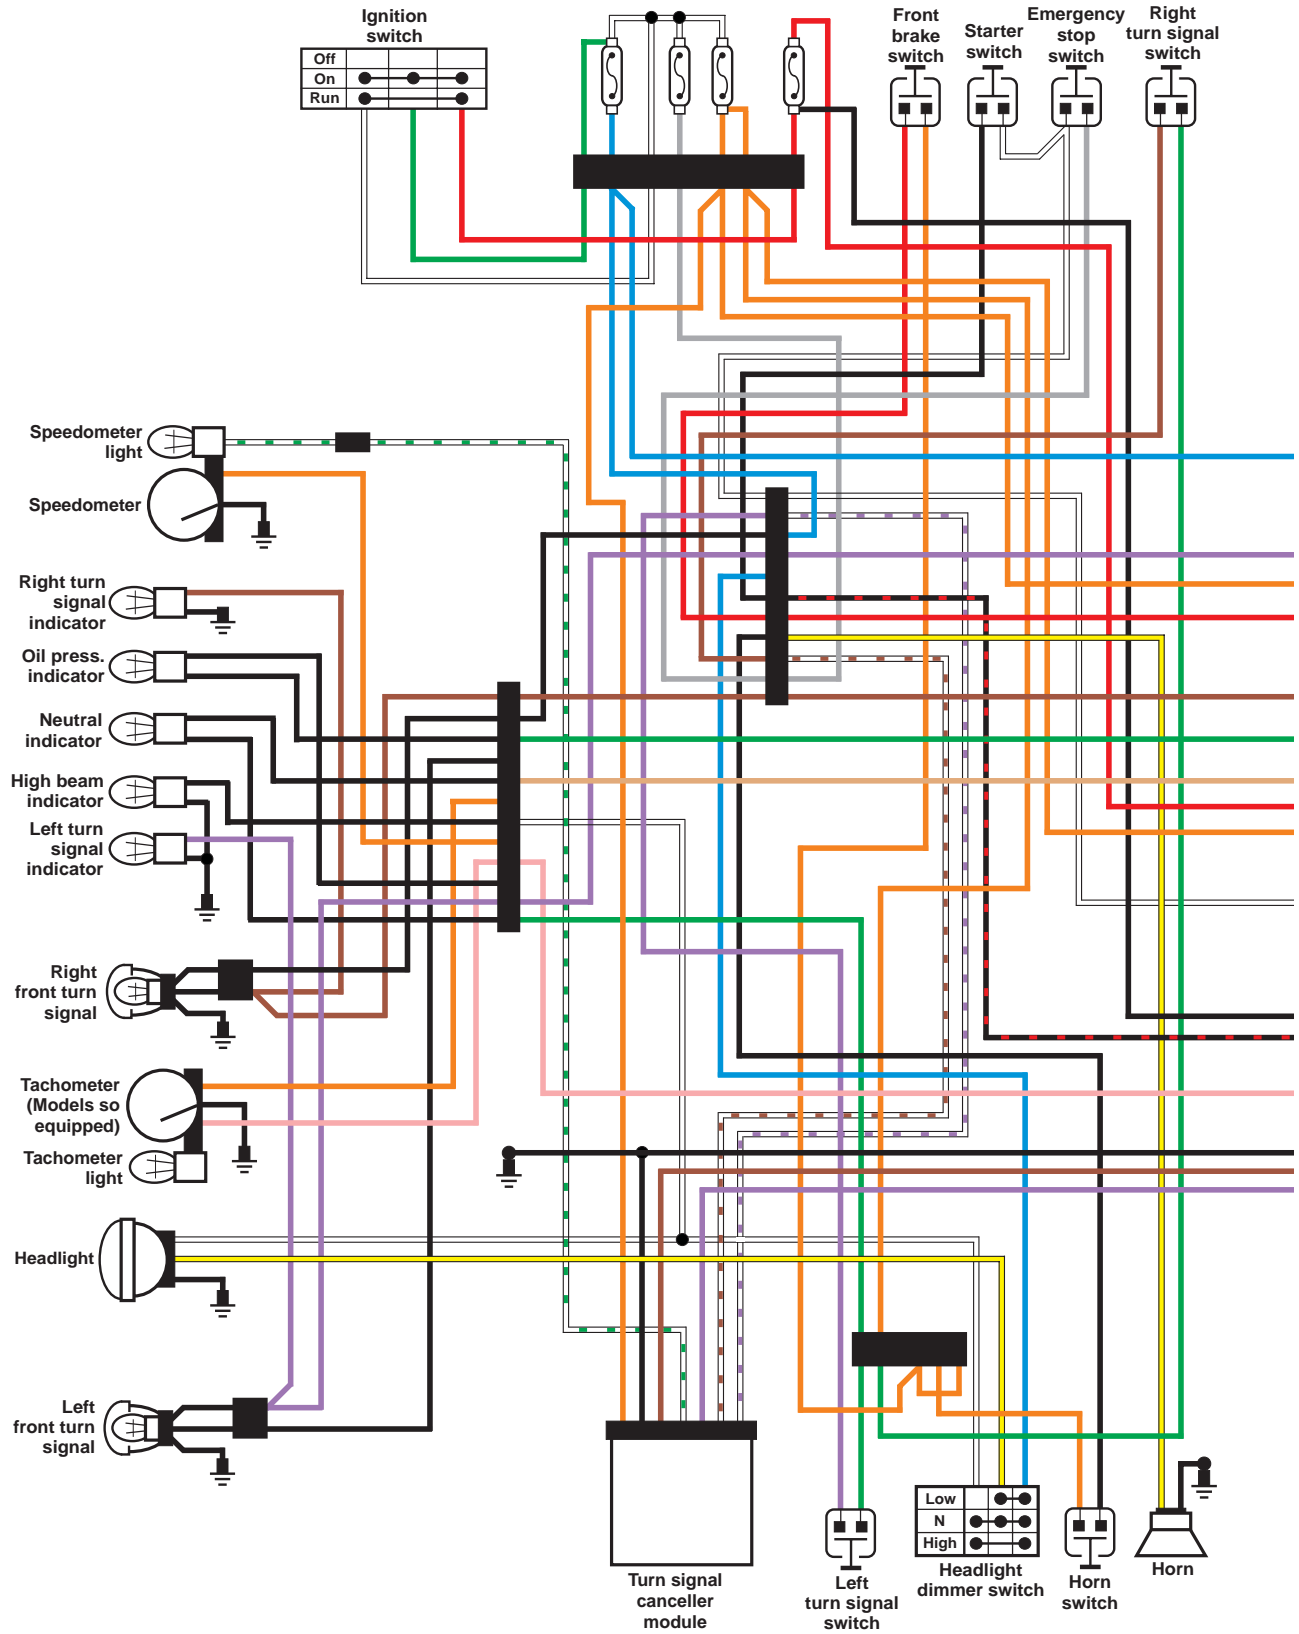 Ignition
switch
Off
On
Run
Front
brake
switch
Starter
switch
Emergency
stop
switch
Right
turn signal
switch
Speedometer
light
Speedometer
Right turn
signal
indicator
Oil press.
indicator
Neutral
indicator
High beam
indicator
Left turn
signal
indicator
Right
front turn
signal
Tachometer
(Models so
equipped)
Tachometer
light
Headlight
Left
front turn
signal
Turn signal
canceller
module
Left
turn signal
switch
Low
N
High
Headlight
dimmer switch
Horn
switch
Horn